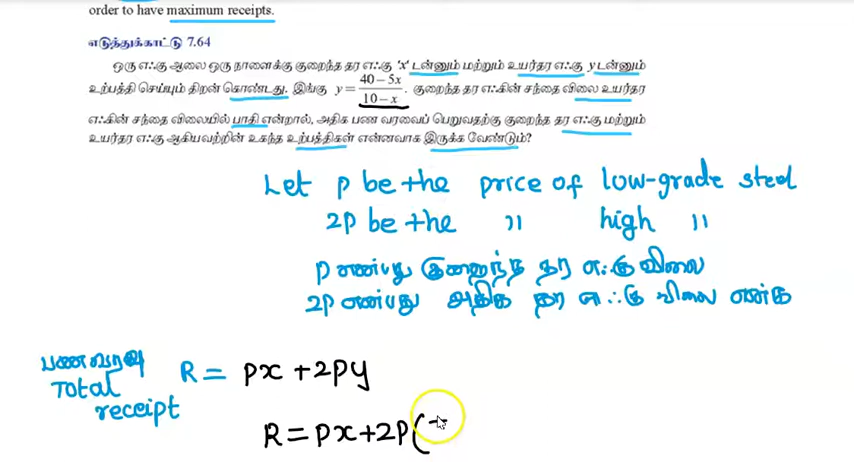 order to have maximum receipts.
எடுத்துக்காட்டு 7.64
ஒரு எஃகு ஆலை ஒரு நாளைக்கு குறைந்த தர எஃகு 'x' டன்னும் மற்றும் உயர்தர எஃகு y டன்னும்
உற்பத்தி செய்யும் திறன் கொண்டது. இங்கு y = (40 − 5x)/(10 − x). குறைந்த தர எஃகின் சந்தை விலை உயர்தர
எஃகின் சந்தை விலையில் பாதி என்றால், அதிக பண வரவைப் பெறுவதற்கு குறைந்த தர எஃகு மற்றும்
உயர்தர எஃகு ஆகியவற்றின் உகந்த உற்பத்திகள் என்னவாக இருக்க வேண்டும்?
Let p be the price of low-grade steel
2p be the " high "
p என்பது குறைந்த தர எஃகு விலை
2p என்பது அதிக தர எஃகு விலை என்க
பணவரவு
Total receipt R = px + 2py
R = px + 2p(